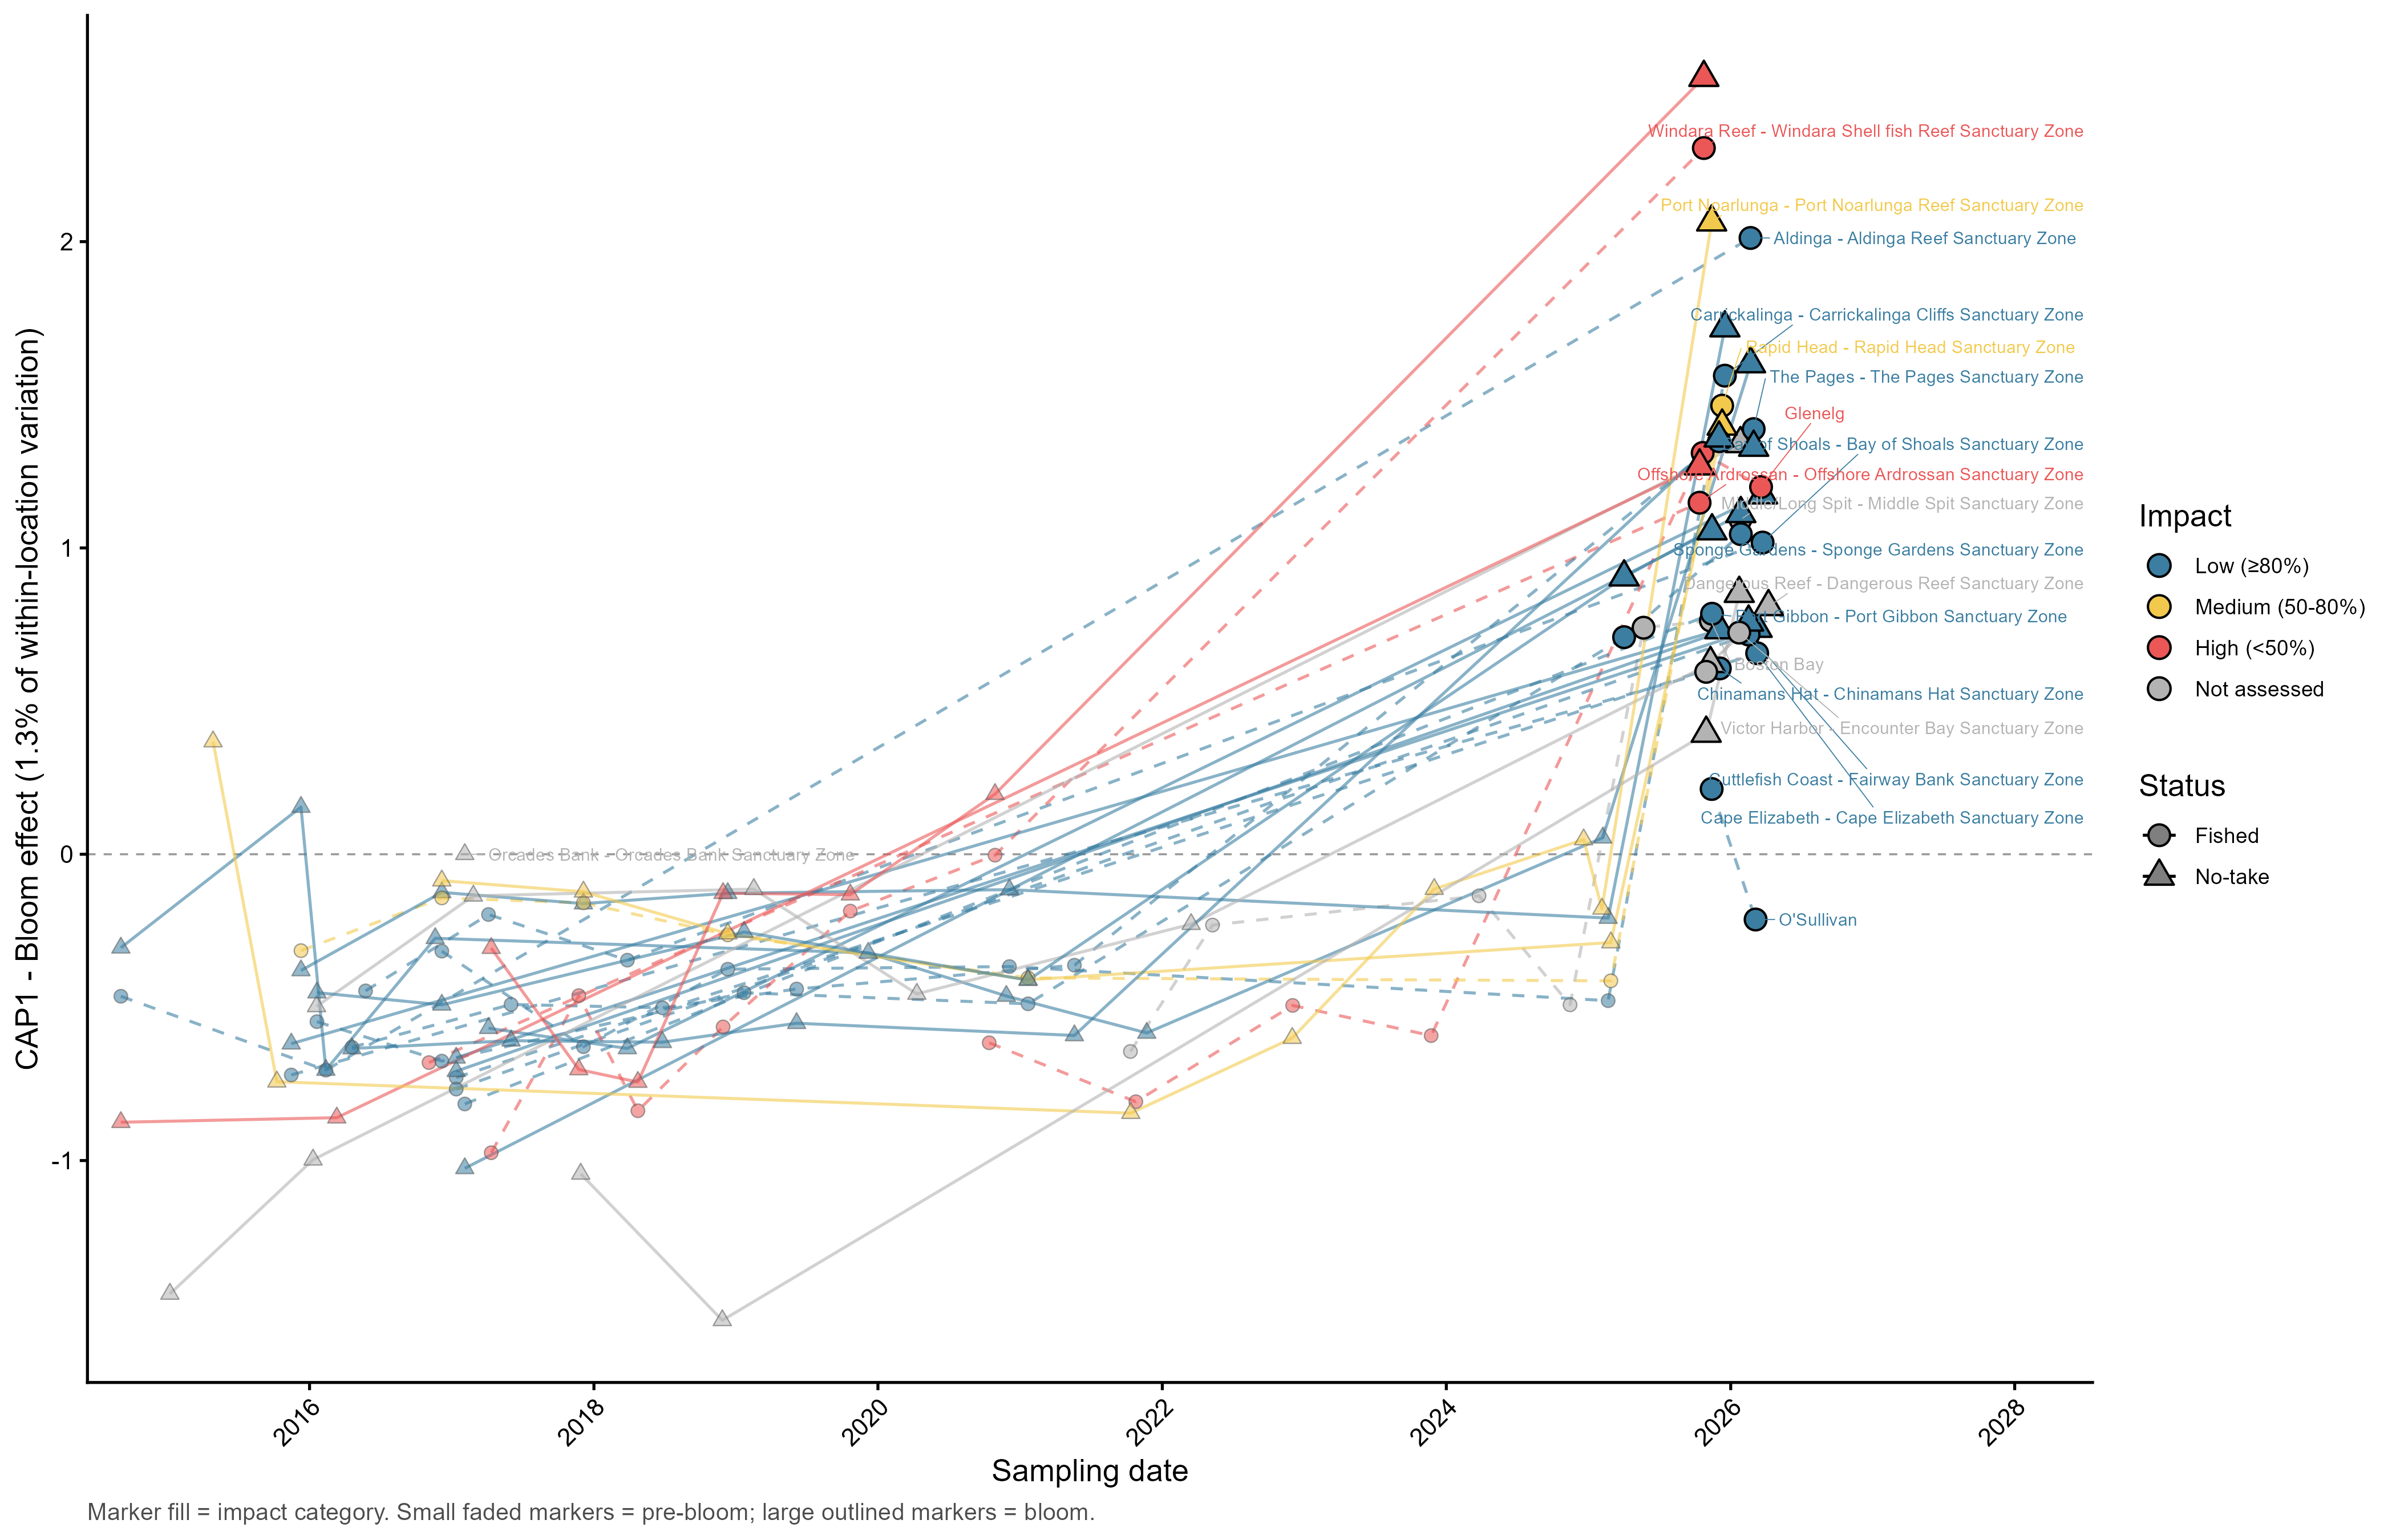 CAP1 - Bloom effect (1.3% of within-location variation)
2
1
0
-1
Windara Reef - Windara Shell fish Reef Sanctuary Zone
Port Noarlunga - Port Noarlunga Reef Sanctuary Zone
Aldinga - Aldinga Reef Sanctuary Zone
Carrickalinga - Carrickalinga Cliffs Sanctuary Zone
Rapid Head - Rapid Head Sanctuary Zone
The Pages - The Pages Sanctuary Zone
Glenelg
Bay of Shoals - Bay of Shoals Sanctuary Zone
Offshore Ardrossan - Offshore Ardrossan Sanctuary Zone
Middle/Long Spit - Middle Spit Sanctuary Zone
Sponge Gardens - Sponge Gardens Sanctuary Zone
Dangerous Reef - Dangerous Reef Sanctuary Zone
Port Gibbon - Port Gibbon Sanctuary Zone
Boston Bay
Chinamans Hat - Chinamans Hat Sanctuary Zone
Victor Harbor - Encounter Bay Sanctuary Zone
Cuttlefish Coast - Fairway Bank Sanctuary Zone
Cape Elizabeth - Cape Elizabeth Sanctuary Zone
Orcades Bank - Orcades Bank Sanctuary Zone
O'Sullivan
2016
2018
2020
2022
2024
2026
2028
Sampling date
Impact
Low (≥80%)
Medium (50-80%)
High (<50%)
Not assessed
Status
Fished
No-take
Marker fill = impact category. Small faded markers = pre-bloom; large outlined markers = bloom.